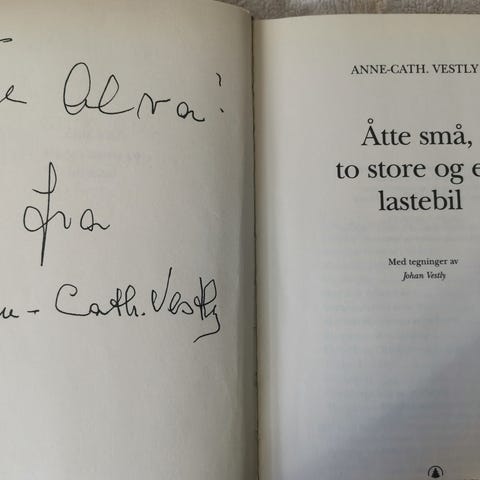 Alva!
fra
Cath. Vestly
ANNE-CATH. VESTLY
Åtte små,
to store og e
lastebil
Med tegninger av
Johan Vestly